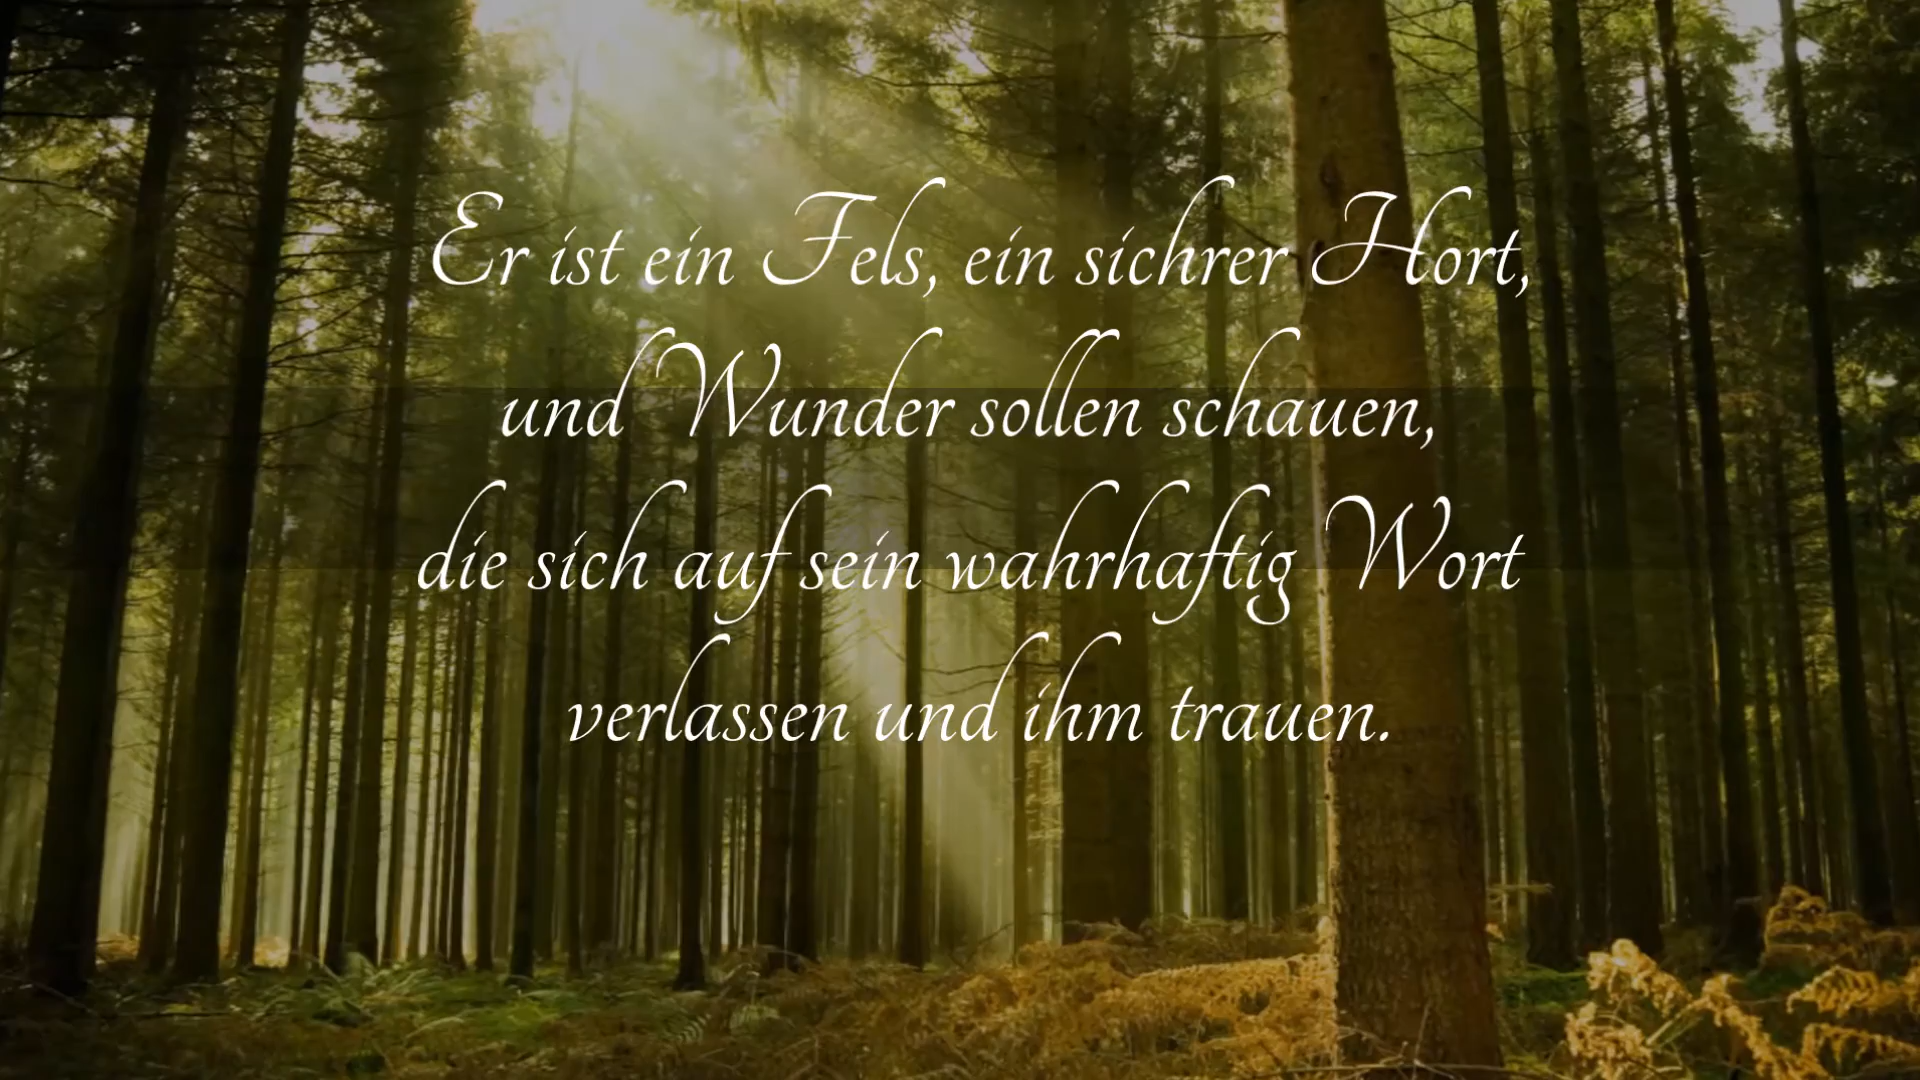 Er ist ein Fels, ein sichrer Hort,
und Wunder sollen schauen,
die sich auf sein wahrhaftig Wort
verlassen und ihm trauen.